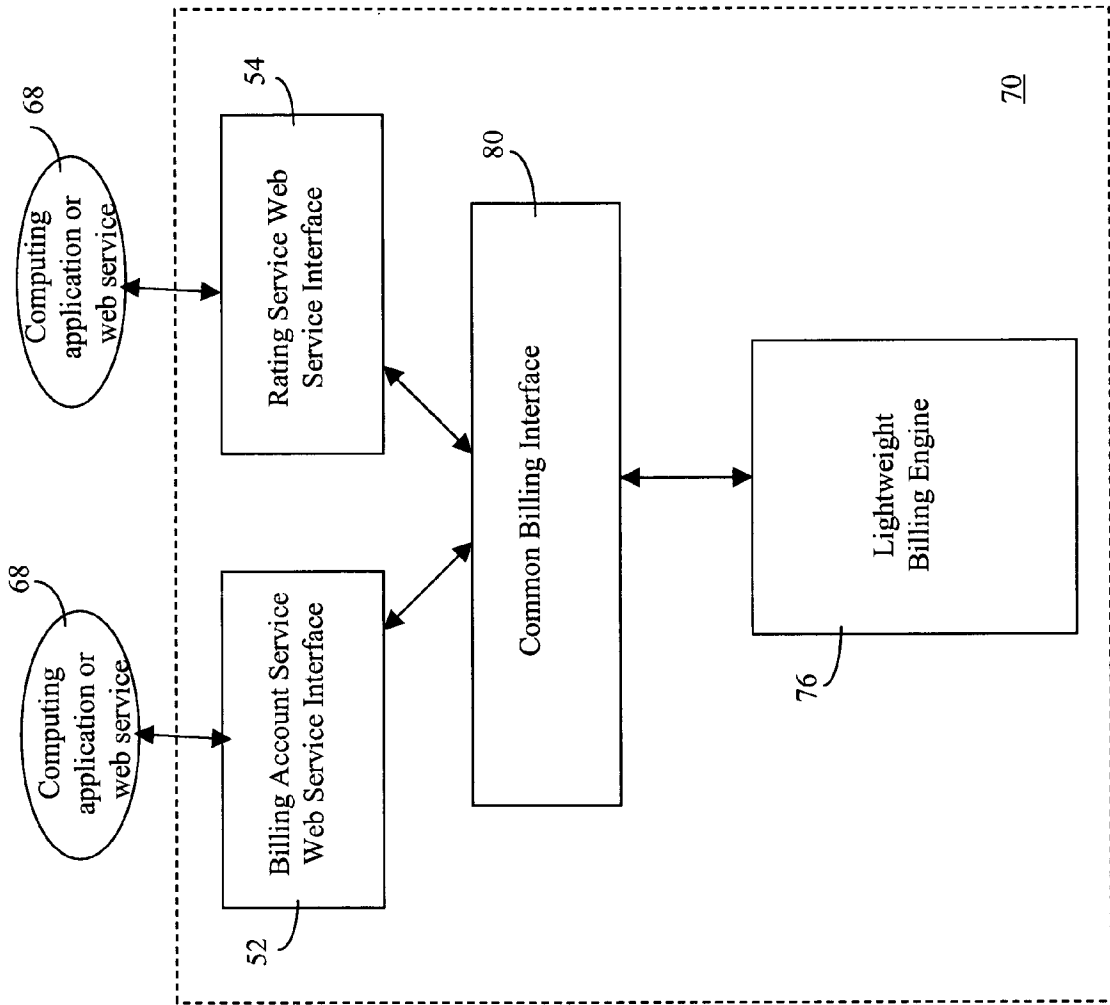 68
Computing
application or
web service
68
Computing
application or
web service
52
Billing Account Service
Web Service Interface
54
Rating Service Web
Service Interface
80
Common Billing Interface
76
Lightweight
Billing Engine
70